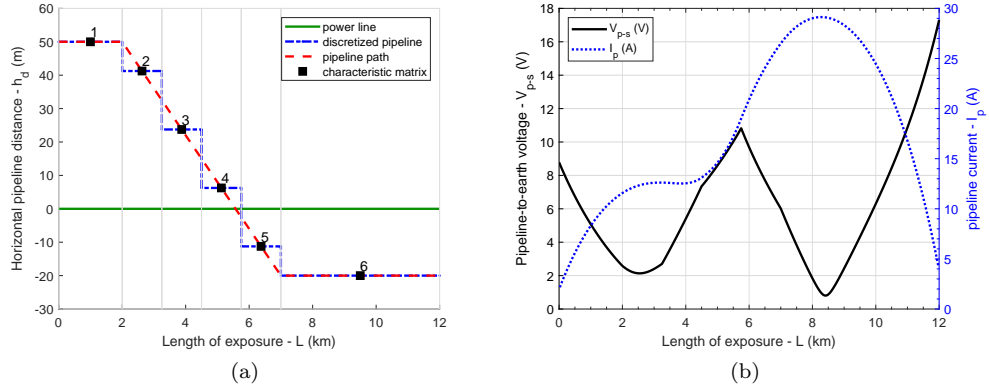 60
50
40
30
20
10
0
-10
-20
-30
0 2 4 6 8 10 12
Horizontal pipeline distance - h_d (m)
Length of exposure - L (km)
power line
discretized pipeline
pipeline path
characteristic matrix
1
2
3
4
5
6
(a)
18
16
14
12
10
8
6
4
2
0
0 2 4 6 8 10 12
Pipeline-to-earth voltage - V_p-s (V)
Length of exposure - L (km)
V_p-s (V)
I_p (A)
30
25
20
15
10
5
0
pipeline current - I_p (A)
(b)